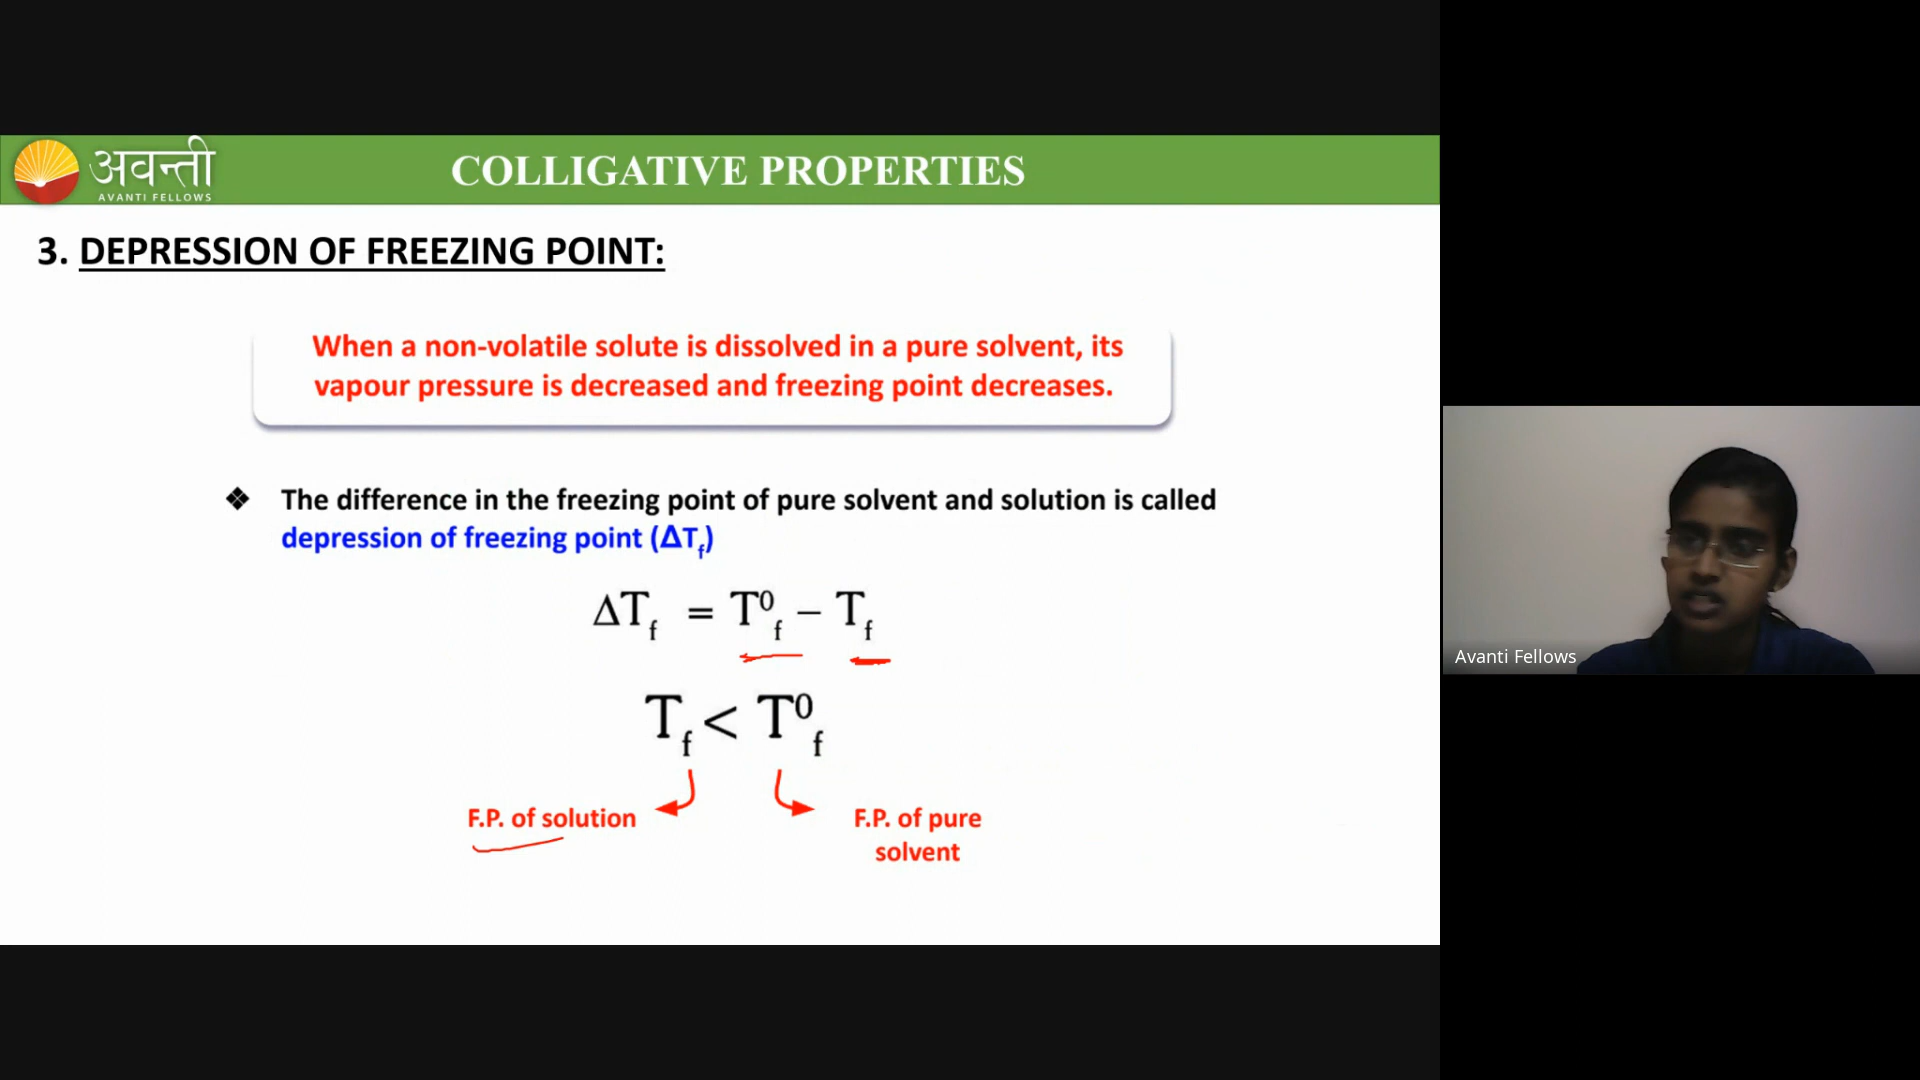 अवन्ती
AVANTI FELLOWS
COLLIGATIVE PROPERTIES
3. DEPRESSION OF FREEZING POINT:
When a non-volatile solute is dissolved in a pure solvent, its
vapour pressure is decreased and freezing point decreases.
❖ The difference in the freezing point of pure solvent and solution is called
depression of freezing point (ΔT_f)
ΔT_f = T⁰_f – T_f
T_f < T⁰_f
F.P. of solution
F.P. of pure
solvent
Avanti Fellows